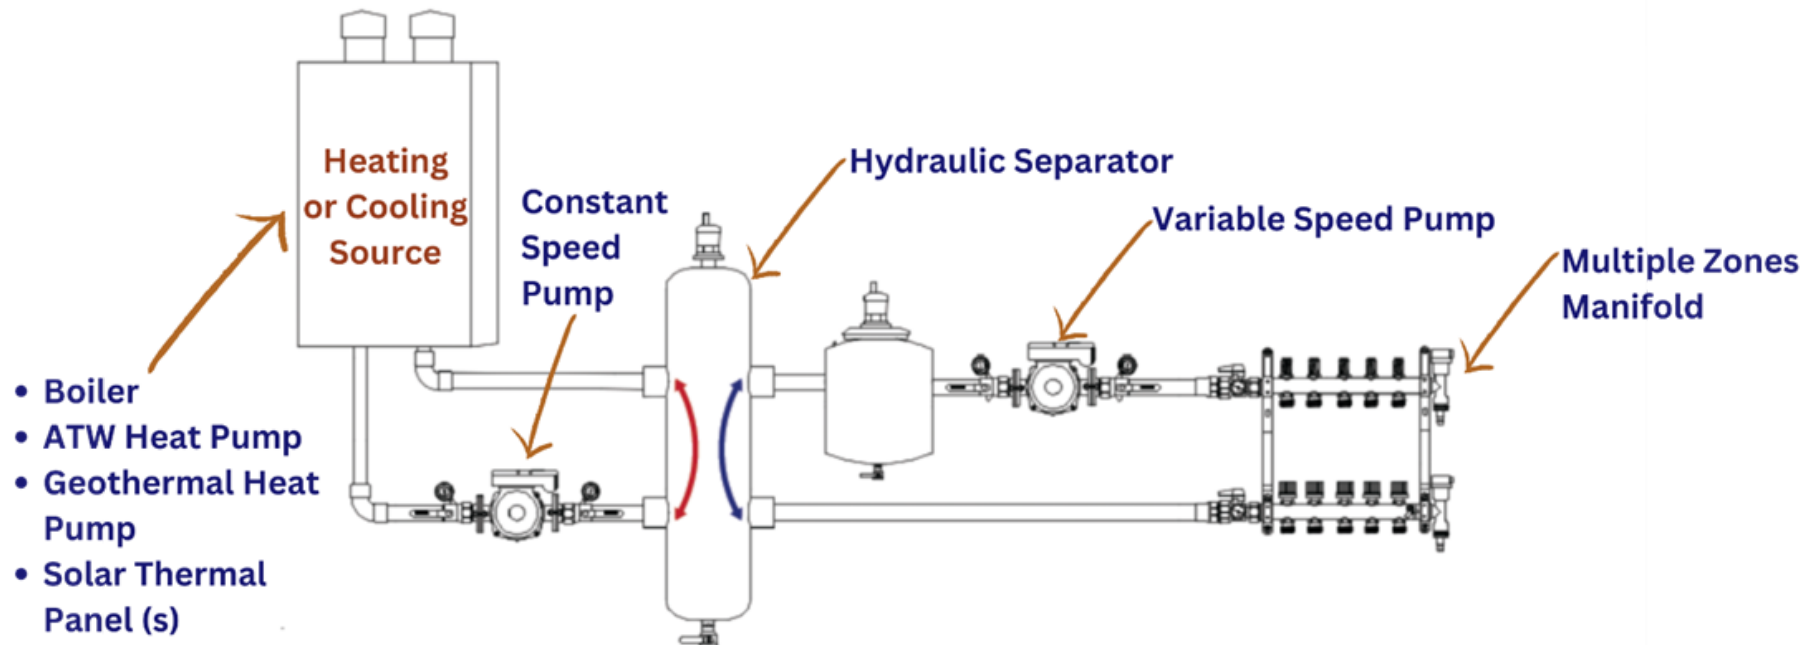 Heating
or Cooling
Source
Constant
Speed
Pump
Hydraulic Separator
Variable Speed Pump
Multiple Zones
Manifold
• Boiler
• ATW Heat Pump
• Geothermal Heat
Pump
• Solar Thermal
Panel (s)